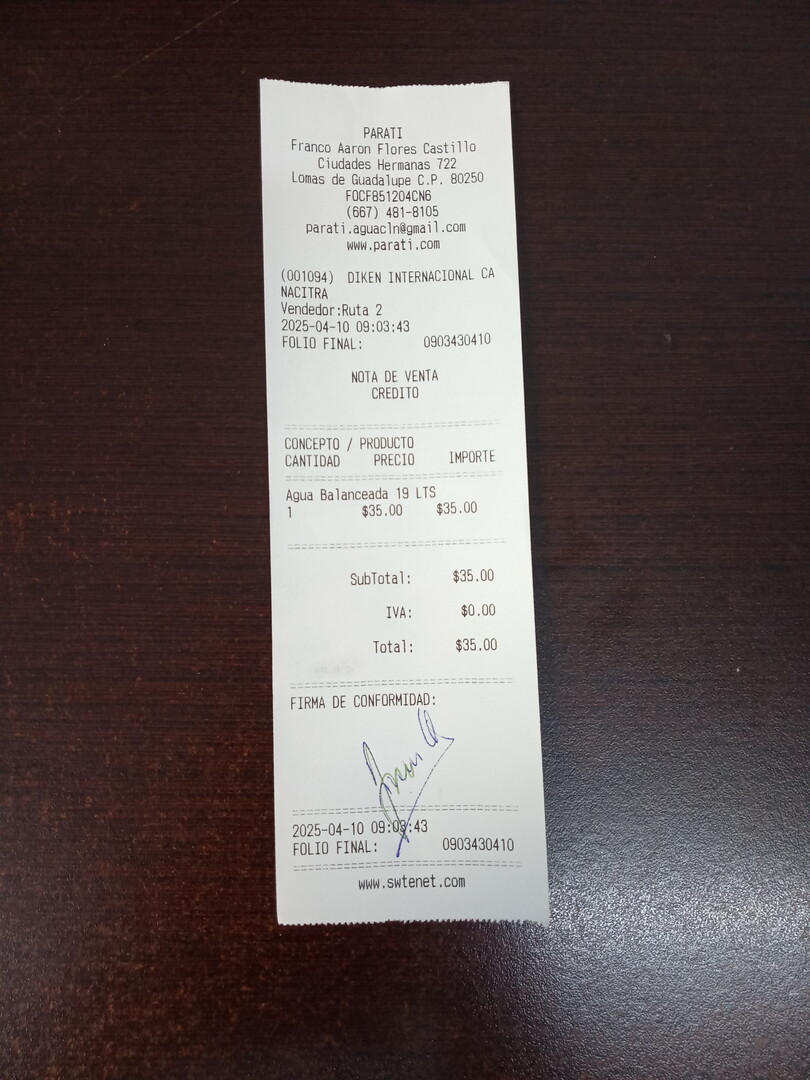 PARATI
Franco Aaron Flores Castillo
Ciudades Hermanas 722
Lomas de Guadalupe C.P. 80250
FOCF851204CN6
(667) 481-8105
parati.aguacln@gmail.com
www.parati.com
(001094) DIKEN INTERNACIONAL CA
NACITRA
Vendedor:Ruta 2
2025-04-10 09:03:43
FOLIO FINAL: 0903430410
NOTA DE VENTA
CREDITO
CONCEPTO / PRODUCTO
CANTIDAD PRECIO IMPORTE
Agua Balanceada 19 LTS
1 $35.00 $35.00
SubTotal: $35.00
IVA: $0.00
Total: $35.00
FIRMA DE CONFORMIDAD:
2025-04-10 09:03:43
FOLIO FINAL: 0903430410
www.swtenet.com